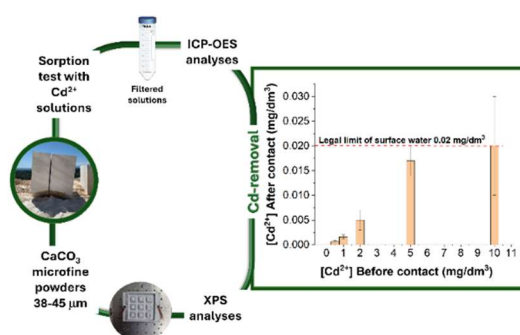 Sorption
test with
Cd²⁺
solutions
Filtered
solutions
ICP-OES
analyses
CaCO₃
microfine
powders
38-45 µm
XPS
analyses
Cd-removal
[Cd²⁺] After contact (mg/dm³)
0.030
0.025
0.020
0.015
0.010
0.005
0.000
Legal limit of surface water 0.02 mg/dm³
0 1 2 3 4 5 6 7 8 9 10 11
[Cd²⁺] Before contact (mg/dm³)